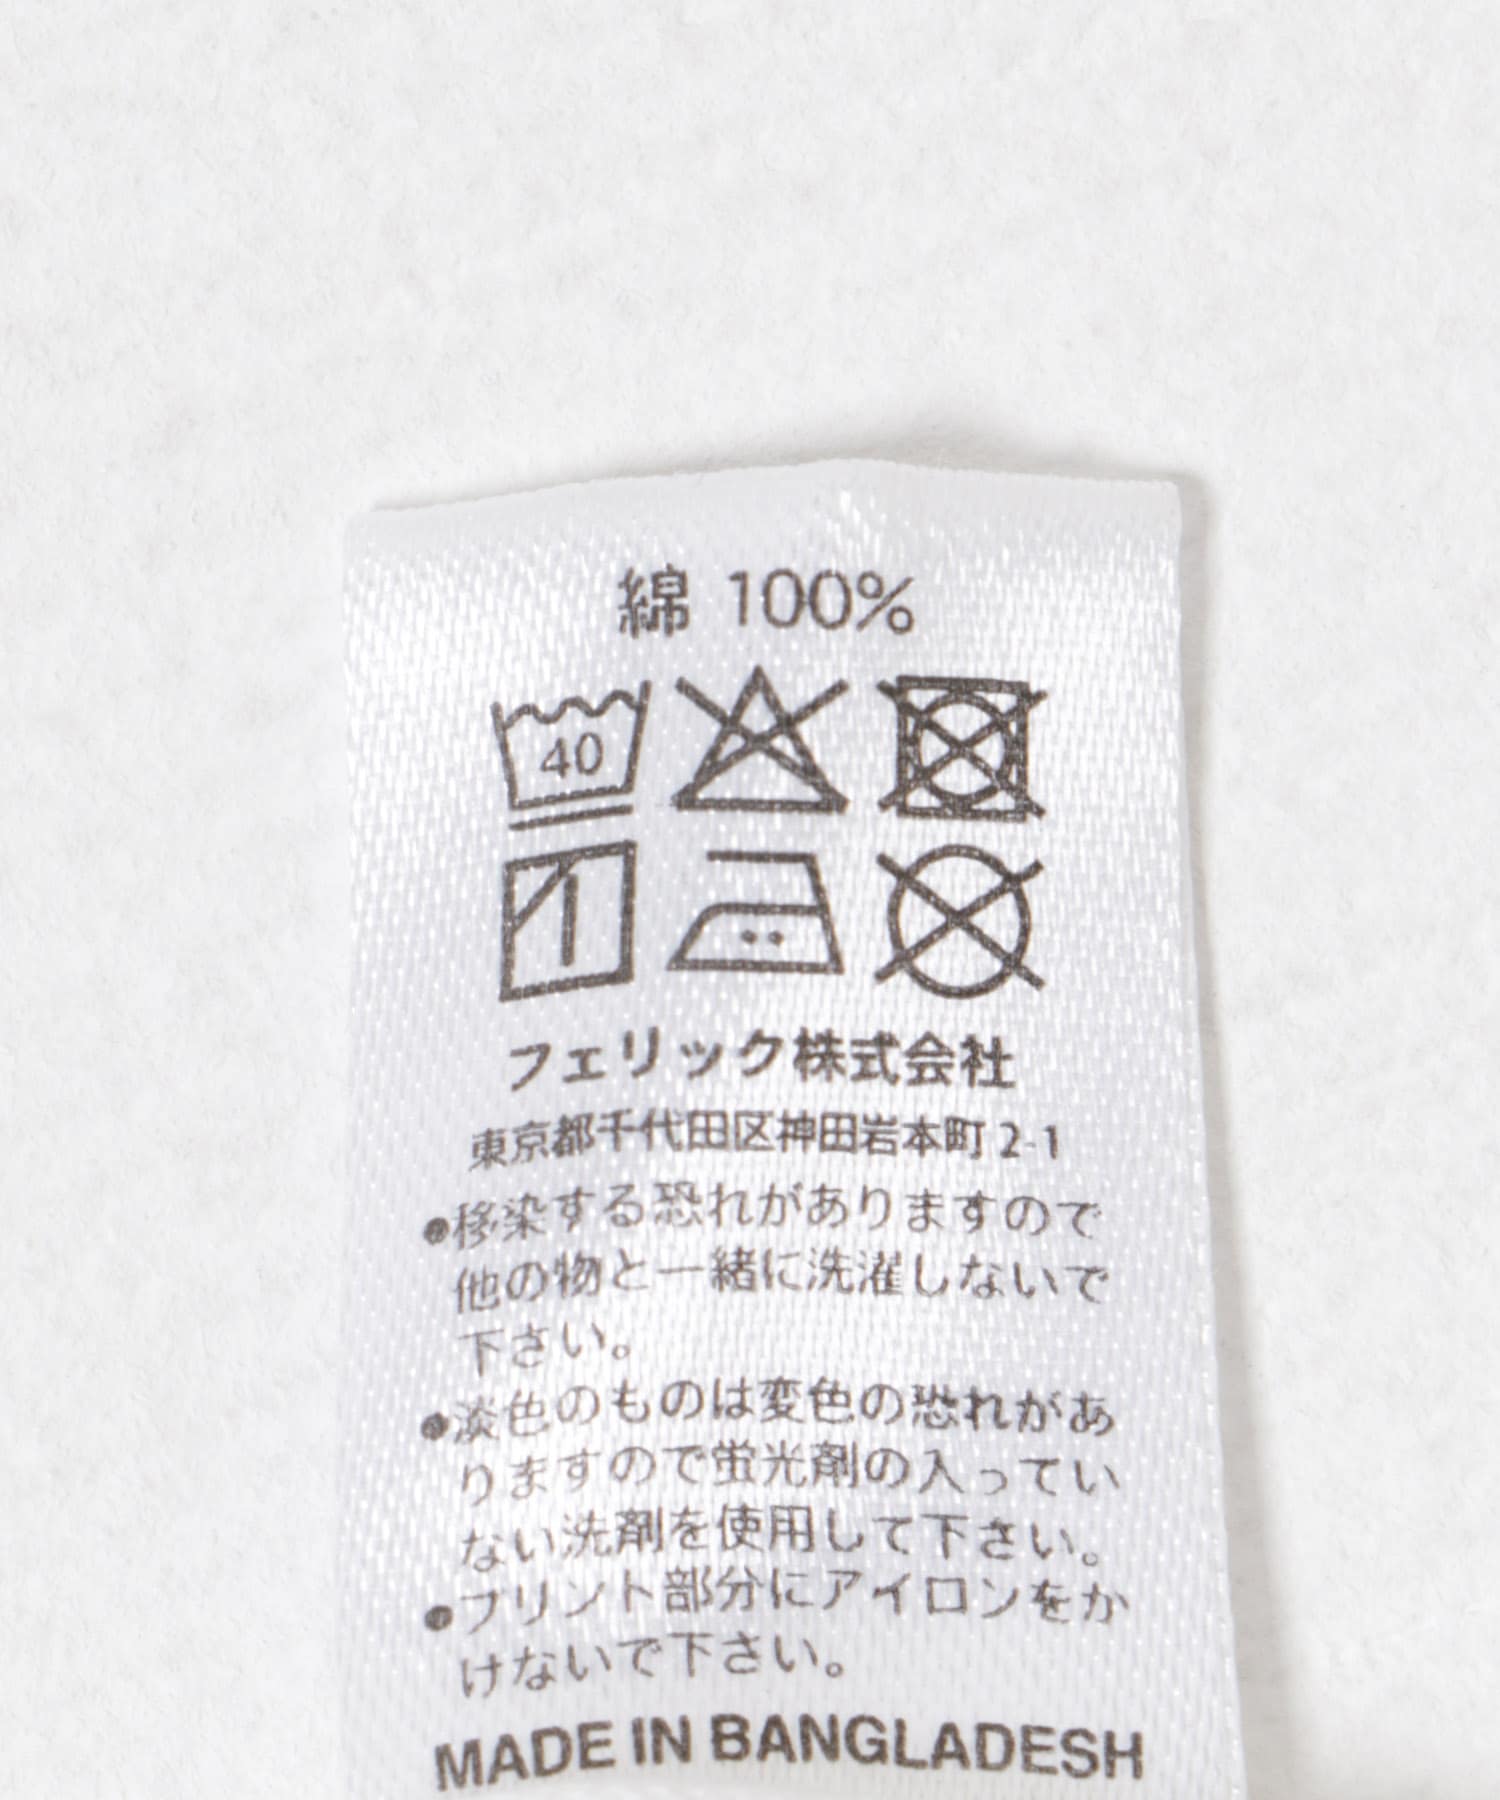 綿 100%
40
フェリック株式会社
東京都千代田区神田岩本町 2-1
●移染する恐れがありますので
他の物と一緒に洗濯しないで
下さい。
●淡色のものは変色の恐れがあ
りますので蛍光剤の入ってい
ない洗剤を使用して下さい。
●プリント部分にアイロンをか
けないで下さい。
MADE IN BANGLADESH